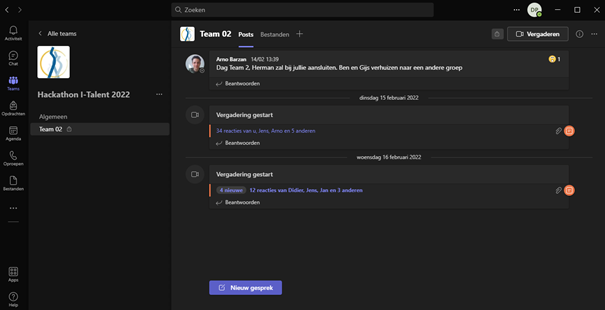 Zoeken
DP
Activiteit
Chat
Teams
Opdrachten
Agenda
Oproepen
Bestanden
Apps
Help
Alle teams
Hackathon I-Talent 2022
Algemeen
Team 02
Team 02
Posts
Bestanden
Vergaderen
Arno Barzan 14/02 13:39
1
Dag Team 2, Herman zal bij jullie aansluiten. Ben en Gijs verhuizen naar een andere groep
Beantwoorden
dinsdag 15 februari 2022
Vergadering gestart
34 reacties van u, Jens, Arno en 5 anderen
Beantwoorden
woensdag 16 februari 2022
Vergadering gestart
4 nieuwe 12 reacties van Didier, Jens, Jan en 3 anderen
Beantwoorden
Nieuw gesprek